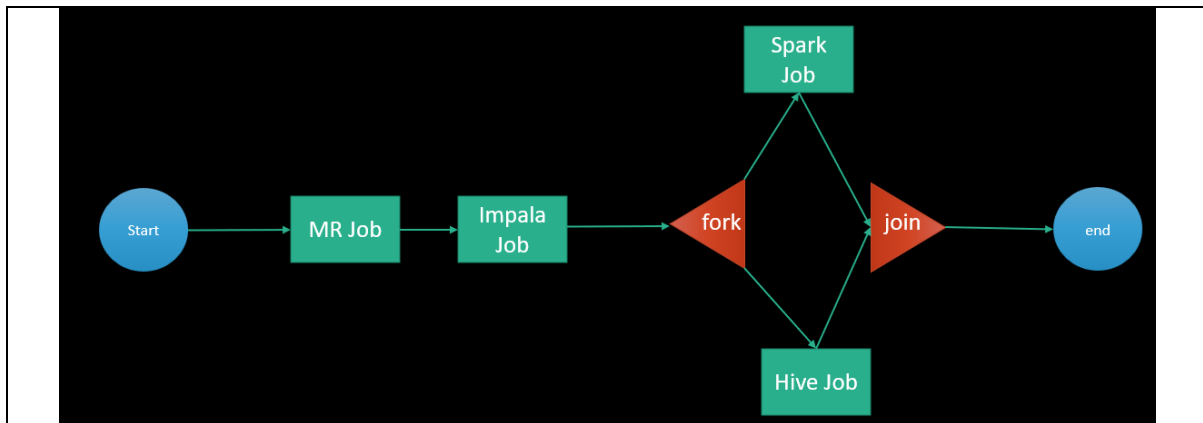 Start
MR Job
Impala
Job
fork
Spark
Job
Hive Job
join
end